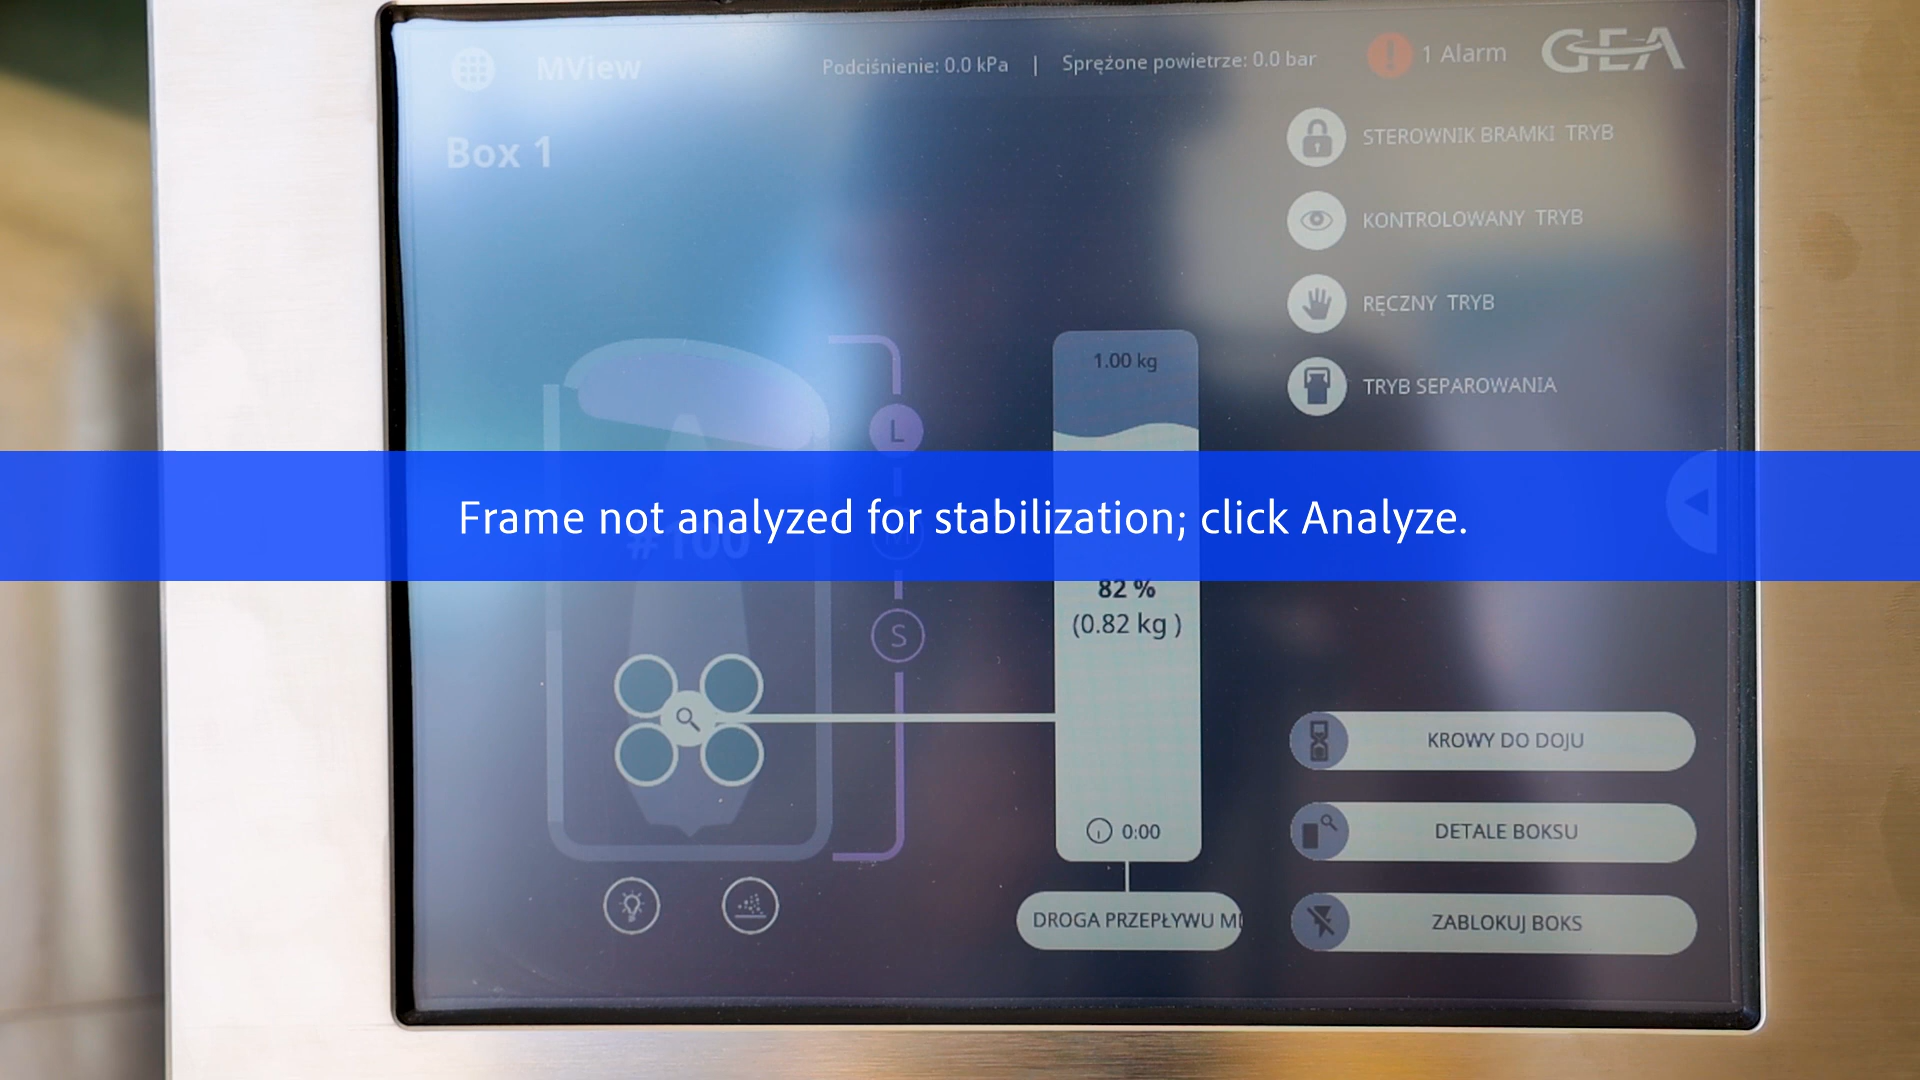 MView
Podciśnienie: 0.0 kPa | Sprężone powietrze: 0.0 bar
1 Alarm
GEA
Box 1
STEROWNIK BRAMKI TRYB
KONTROLOWANY TRYB
RĘCZNY TRYB
TRYB SEPAROWANIA
1.00 kg
L
Frame not analyzed for stabilization; click Analyze.
#100
82 %
(0.82 kg )
S
0:00
KROWY DO DOJU
DETALE BOKSU
ZABLOKUJ BOKS
DROGA PRZEPŁYWU